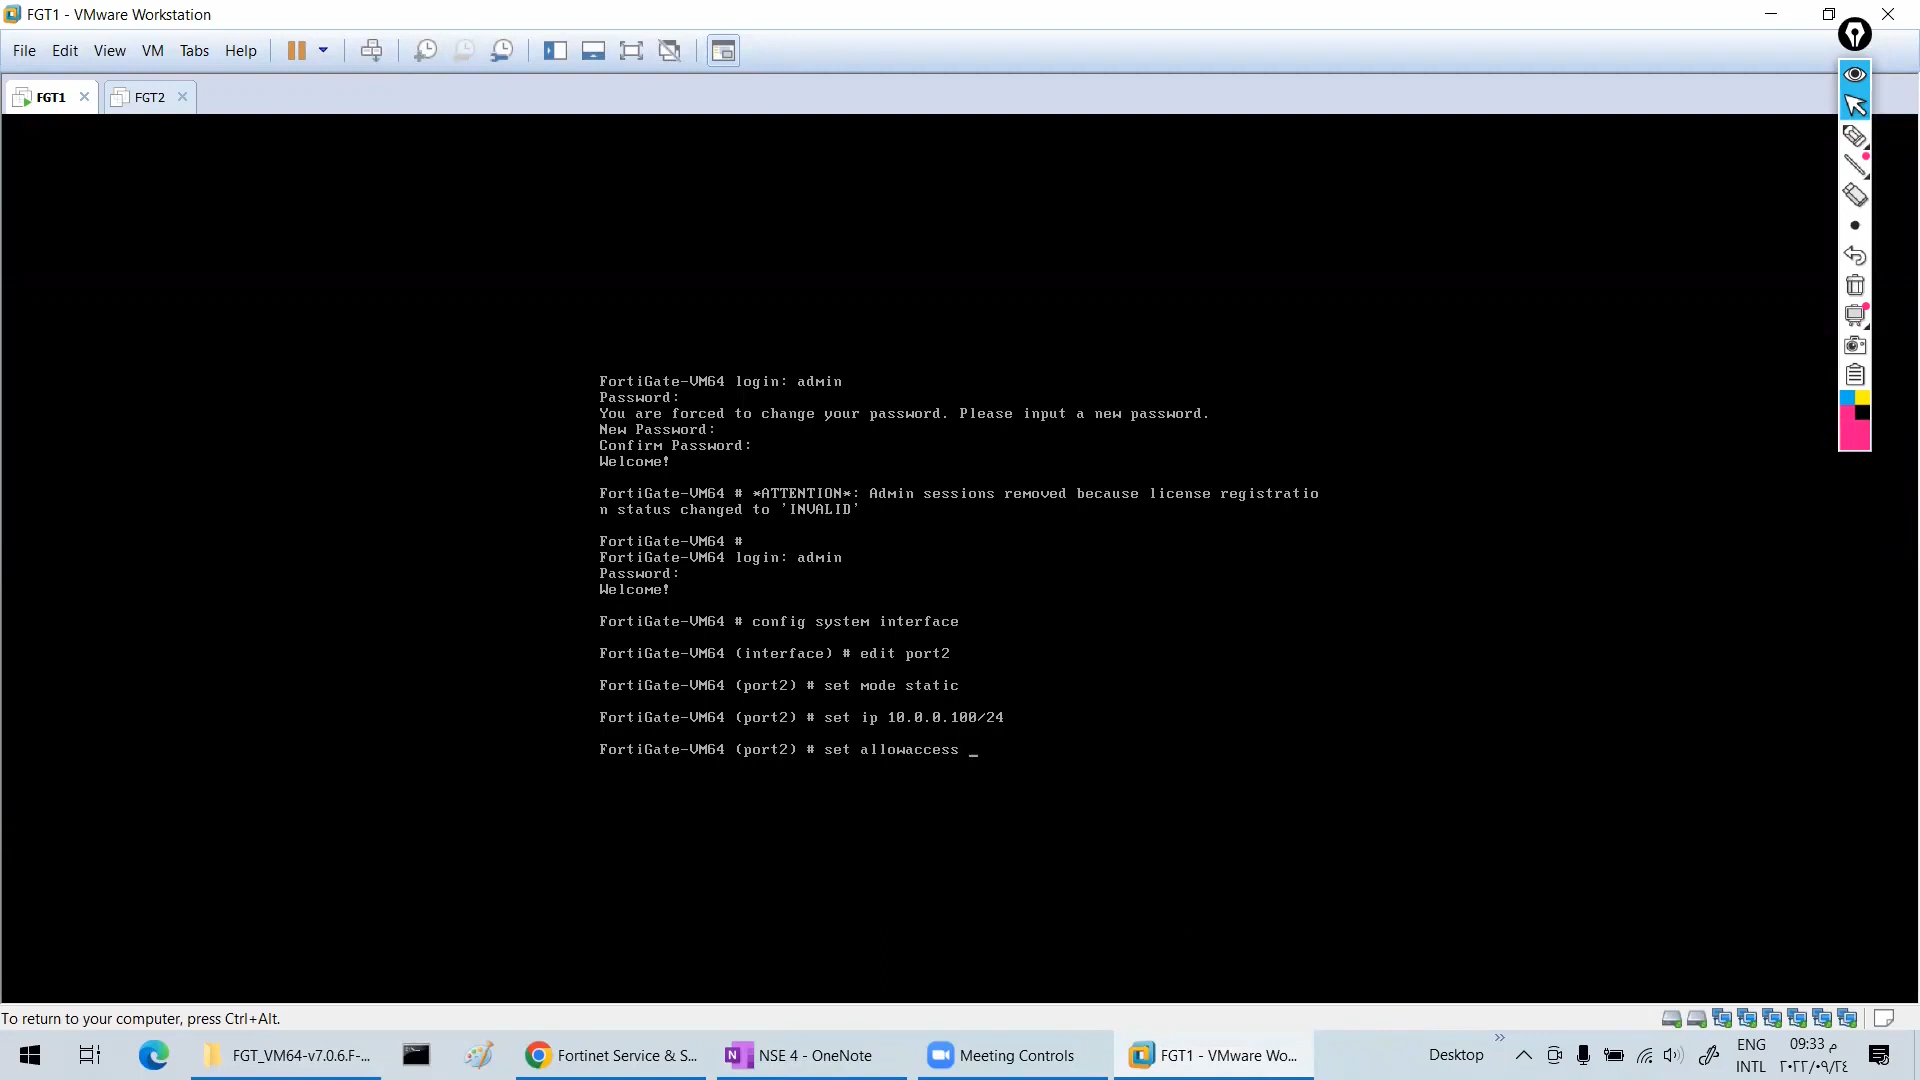 FGT1 - VMware Workstation
File Edit View VM Tabs Help
FGT1 FGT2
FortiGate-VM64 login: admin
Password:
You are forced to change your password. Please input a new password.
New Password:
Confirm Password:
Welcome!
FortiGate-VM64 # *ATTENTION*: Admin sessions removed because license registratio
n status changed to 'INVALID'
FortiGate-VM64 #
FortiGate-VM64 login: admin
Password:
Welcome!
FortiGate-VM64 # config system interface
FortiGate-VM64 (interface) # edit port2
FortiGate-VM64 (port2) # set mode static
FortiGate-VM64 (port2) # set ip 10.0.0.100/24
FortiGate-VM64 (port2) # set allowaccess _
To return to your computer, press Ctrl+Alt.
FGT_VM64-v7.0.6.F-... Fortinet Service & S... NSE 4 - OneNote Meeting Controls FGT1 - VMware Wo... Desktop ENG 09:33 م
INTL ٢٠٢٢/٠٩/٢٤